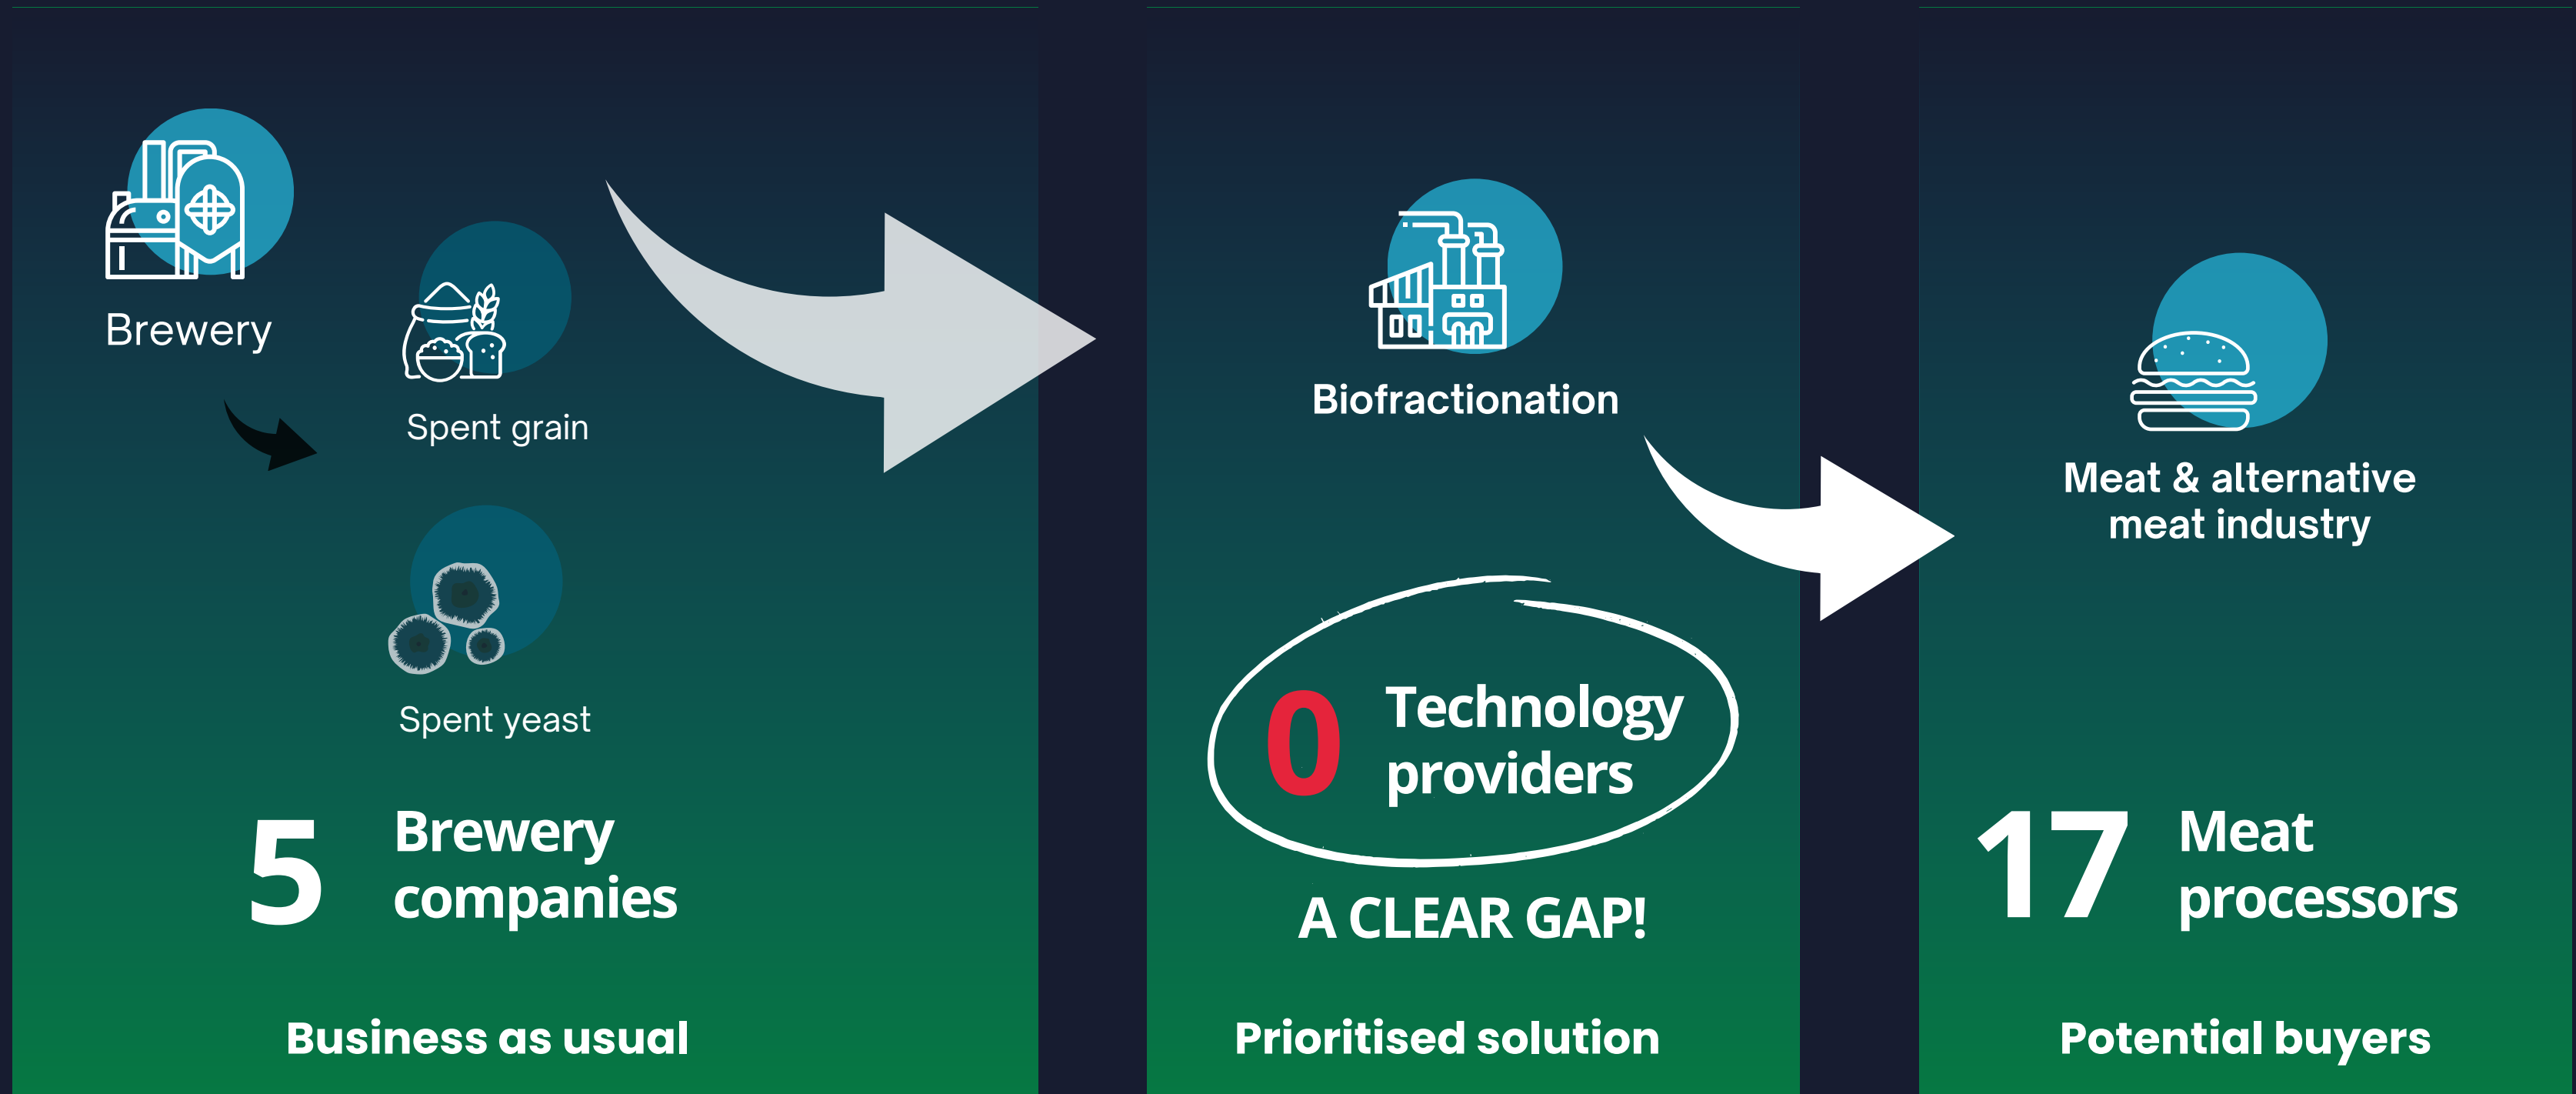 Brewery
Spent grain
Spent yeast
5
Brewery
companies
Business as usual
Biofractionation
0
Technology
providers
A CLEAR GAP!
Prioritised solution
Meat & alternative
meat industry
17
Meat
processors
Potential buyers